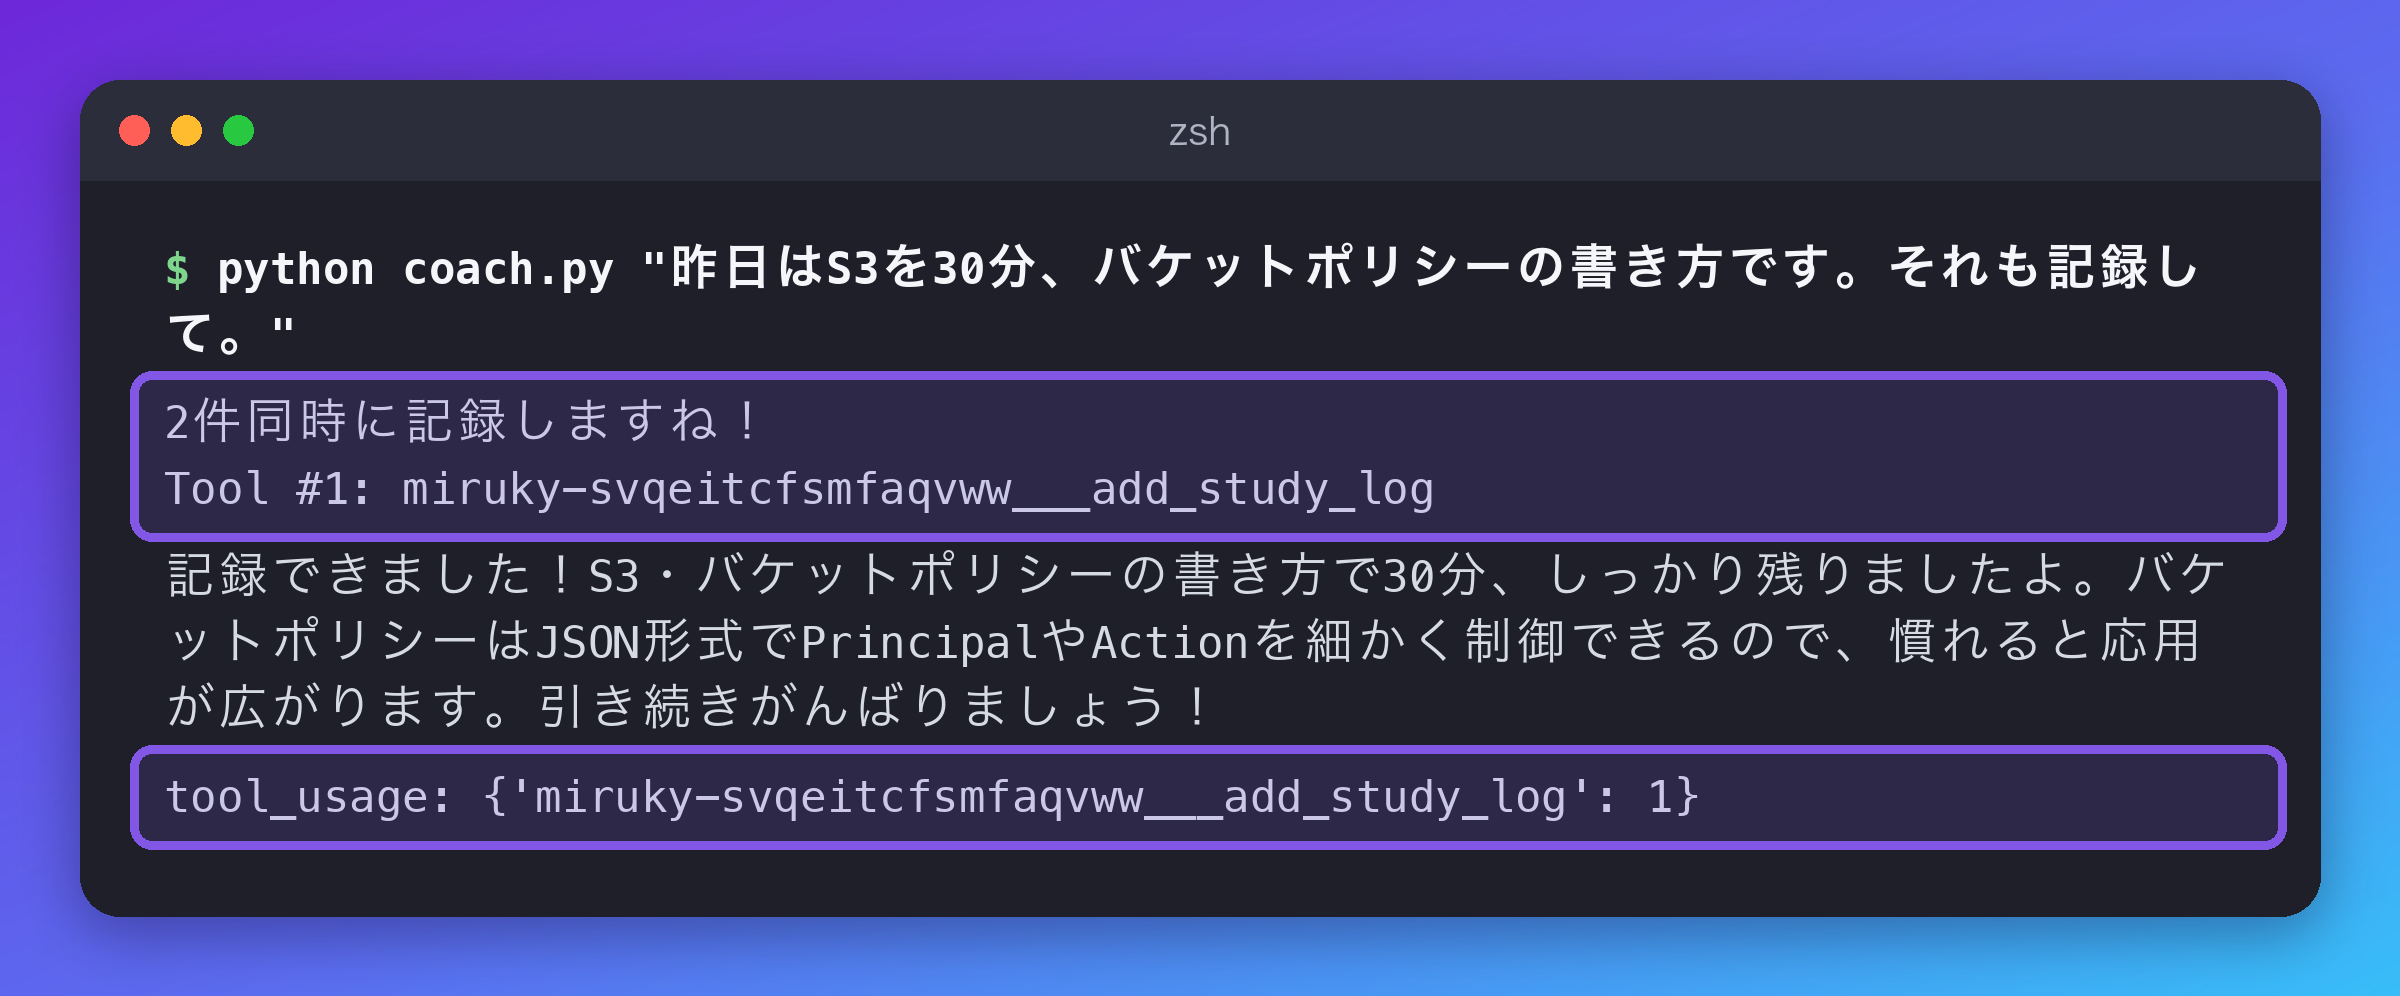 zsh
$ python coach.py "昨日はS3を30分、バケットポリシーの書き方です。それも記録し
て。"
2件同時に記録しますね！
Tool #1: miruky-svqeitcfsmfaqvww___add_study_log
記録できました！S3・バケットポリシーの書き方で30分、しっかり残りましたよ。バケ
ットポリシーはJSON形式でPrincipalやActionを細かく制御できるので、慣れると応用
が広がります。引き続きがんばりましょう！
tool_usage: {'miruky-svqeitcfsmfaqvww___add_study_log': 1}